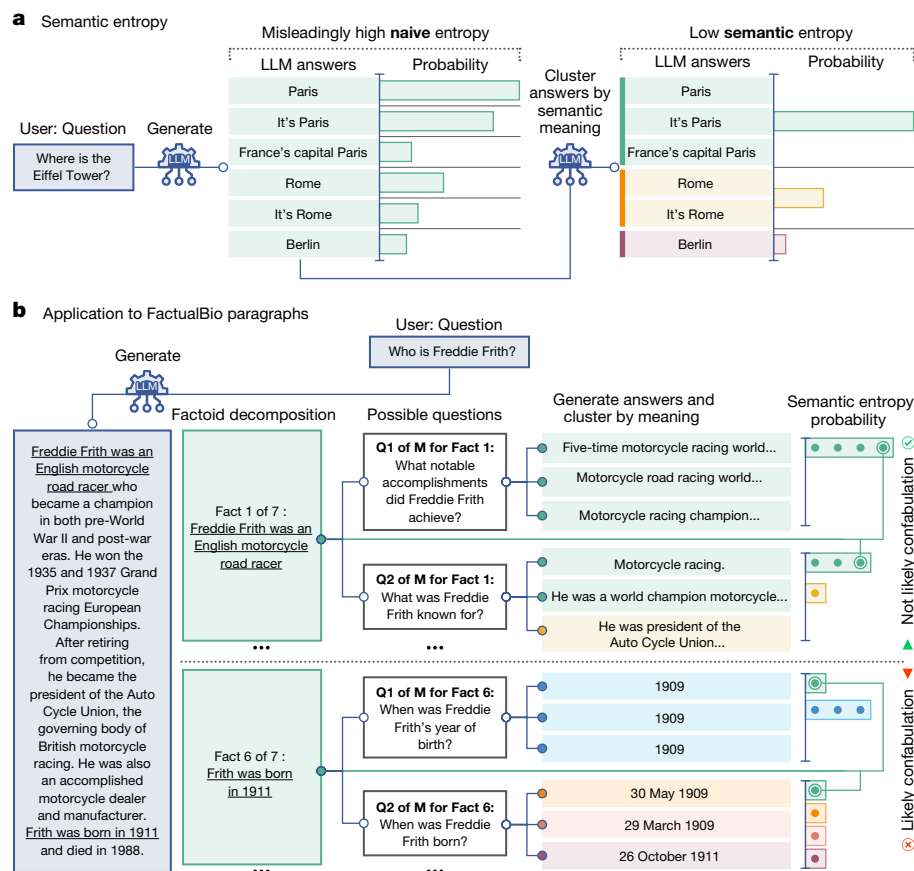 a Semantic entropy
Misleadingly high naive entropy
LLM answers Probability
Paris
It's Paris
France's capital Paris
Rome
It's Rome
Berlin
User: Question
Where is the
Eiffel Tower?
Generate
LLM
Cluster
answers by
semantic
meaning
LLM
Low semantic entropy
LLM answers Probability
Paris
It's Paris
France's capital Paris
Rome
It's Rome
Berlin
b Application to FactualBio paragraphs
User: Question
Who is Freddie Frith?
Generate
LLM
Freddie Frith was an
English motorcycle
road racer who
became a champion
in both pre-World
War II and post-war
eras. He won the
1935 and 1937 Grand
Prix motorcycle
racing European
Championships.
After retiring
from competition,
he became the
president of the Auto
Cycle Union, the
governing body of
British motorcycle
racing. He was also
an accomplished
motorcycle dealer
and manufacturer.
Frith was born in 1911
and died in 1988.
Factoid decomposition
Fact 1 of 7 :
Freddie Frith was an
English motorcycle
road racer
...
Possible questions
Q1 of M for Fact 1:
What notable
accomplishments
did Freddie Frith
achieve?
Q2 of M for Fact 1:
What was Freddie
Frith known for?
...
Generate answers and
cluster by meaning
Five-time motorcycle racing world...
Motorcycle road racing world...
Motorcycle racing champion...
Motorcycle racing.
He was a world champion motorcycle...
He was president of the
Auto Cycle Union...
Semantic entropy
probability
Not likely confabulation
Fact 6 of 7 :
Frith was born
in 1911
...
Q1 of M for Fact 6:
When was Freddie
Frith's year of
birth?
Q2 of M for Fact 6:
When was Freddie
Frith born?
...
1909
1909
1909
30 May 1909
29 March 1909
26 October 1911
Likely confabulation